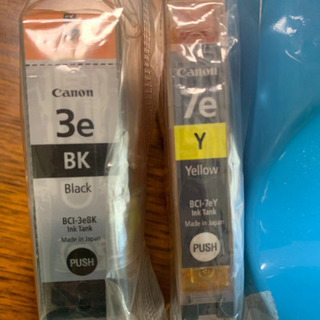 Canon
3e
BK
Black
BCI-3eBK
Ink Tank
Made in Japan
PUSH
Canon
7e
Y
Yellow
BCI-7eY
Ink Tank
Made in Japan
PUSH